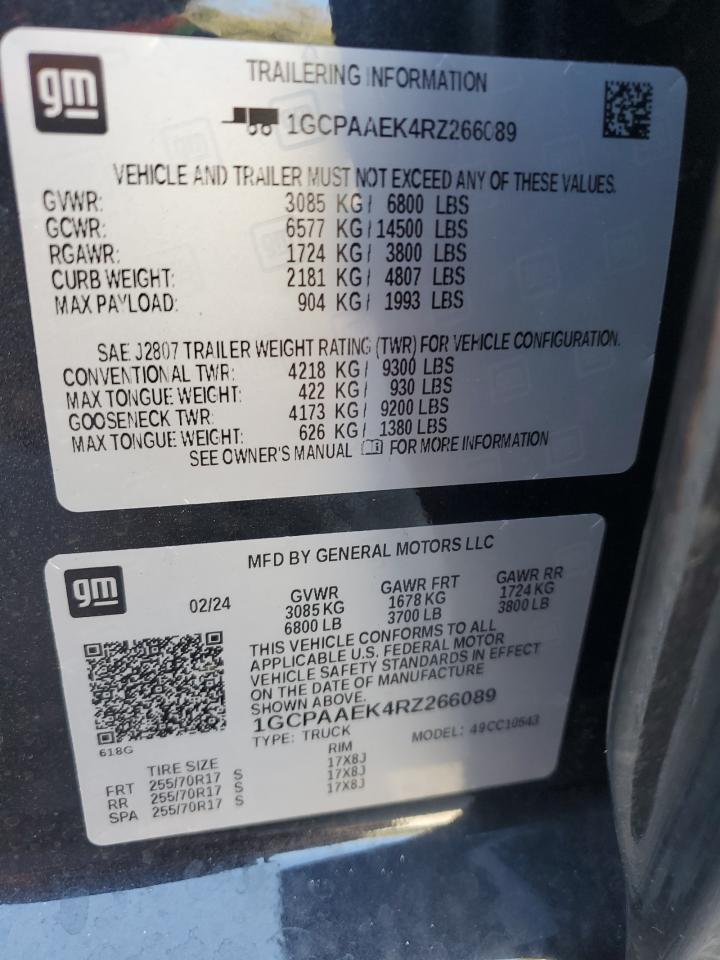 gm
TRAILERING INFORMATION
1GCPAAEK4RZ266089
VEHICLE AND TRAILER MUST NOT EXCEED ANY OF THESE VALUES.
GVWR: 3085 KG/ 6800 LBS
GCWR: 6577 KG/14500 LBS
RGAWR: 1724 KG/ 3800 LBS
CURB WEIGHT: 2181 KG/ 4807 LBS
MAX PAYLOAD: 904 KG/ 1993 LBS
SAE J2807 TRAILER WEIGHT RATING (TWR) FOR VEHICLE CONFIGURATION.
CONVENTIONAL TWR: 4218 KG/ 9300 LBS
MAX TONGUE WEIGHT: 422 KG/ 930 LBS
GOOSENECK TWR: 4173 KG/ 9200 LBS
MAX TONGUE WEIGHT: 626 KG/ 1380 LBS
SEE OWNER'S MANUAL FOR MORE INFORMATION
gm
MFD BY GENERAL MOTORS LLC
02/24 GVWR GAWR FRT GAWR RR
3085 KG 1678 KG 1724 KG
6800 LB 3700 LB 3800 LB
THIS VEHICLE CONFORMS TO ALL
APPLICABLE U.S. FEDERAL MOTOR
VEHICLE SAFETY STANDARDS IN EFFECT
ON THE DATE OF MANUFACTURE
SHOWN ABOVE.
1GCPAAEK4RZ266089
TYPE: TRUCK MODEL: 49CC10543
618G
TIRE SIZE RIM
FRT 255/70R17 S 17X8J
RR 255/70R17 S 17X8J
SPA 255/70R17 S 17X8J